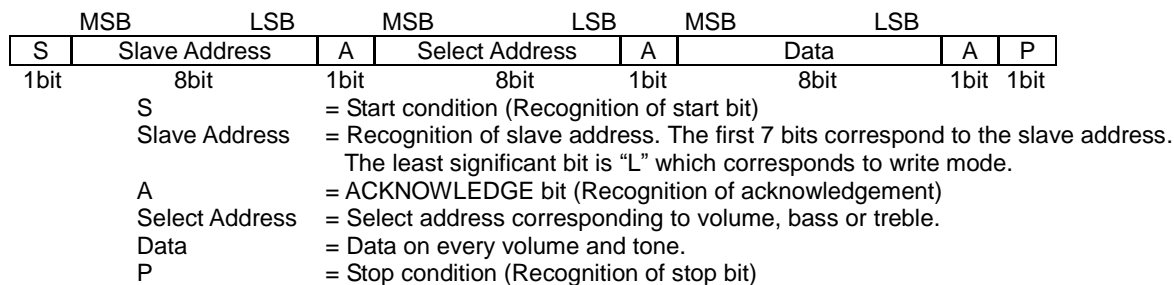 MSB LSB MSB LSB MSB LSB
S Slave Address A Select Address A Data A P
1bit 8bit 1bit 8bit 1bit 8bit 1bit 1bit
S = Start condition (Recognition of start bit)
Slave Address = Recognition of slave address. The first 7 bits correspond to the slave address.
The least significant bit is “L” which corresponds to write mode.
A = ACKNOWLEDGE bit (Recognition of acknowledgement)
Select Address = Select address corresponding to volume, bass or treble.
Data = Data on every volume and tone.
P = Stop condition (Recognition of stop bit)